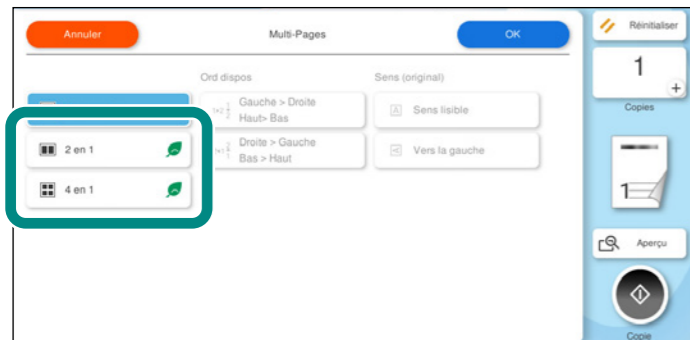 Annuler
Multi-Pages
OK
Réinitialiser
1
+
Copies
Ord dispos
Sens (original)
Gauche > Droite
Haut> Bas
Sens lisible
2 en 1
Droite > Gauche
Bas > Haut
Vers la gauche
4 en 1
1
Aperçu
Copie